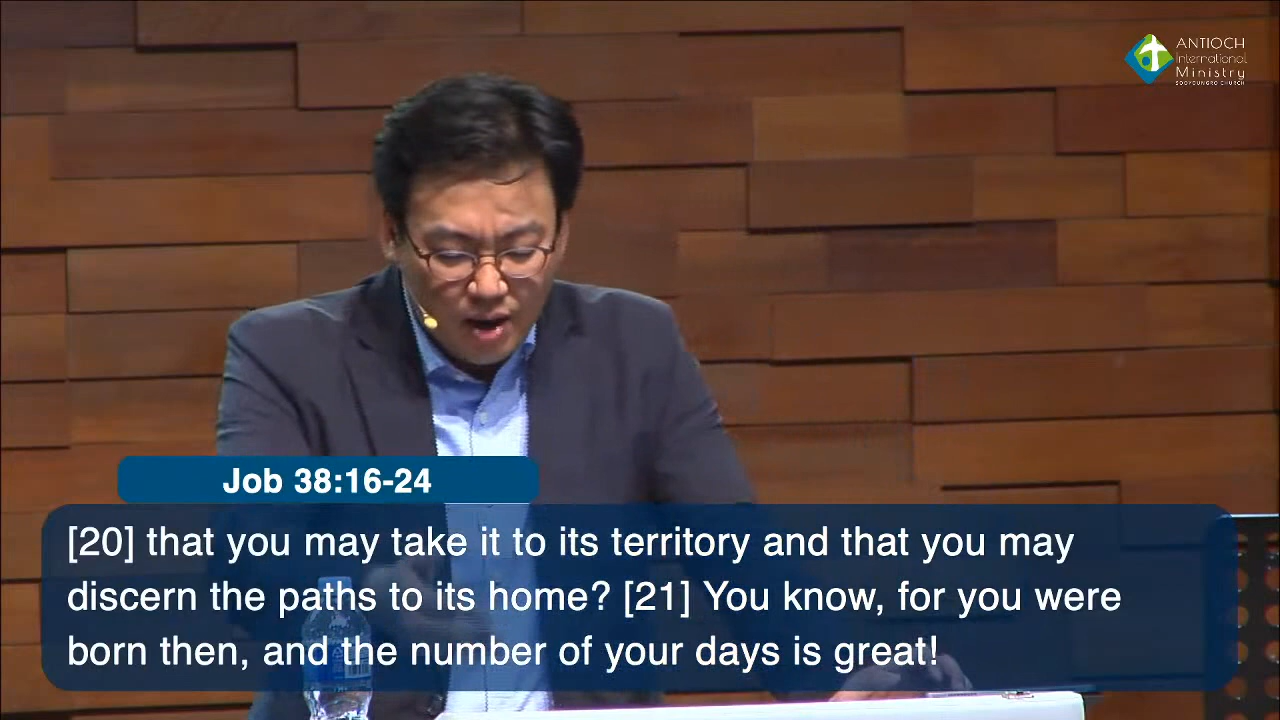 ANTIOCH
International
Ministry
SOOYOUNGRO CHURCH
Job 38:16-24
[20] that you may take it to its territory and that you may
discern the paths to its home? [21] You know, for you were
born then, and the number of your days is great!